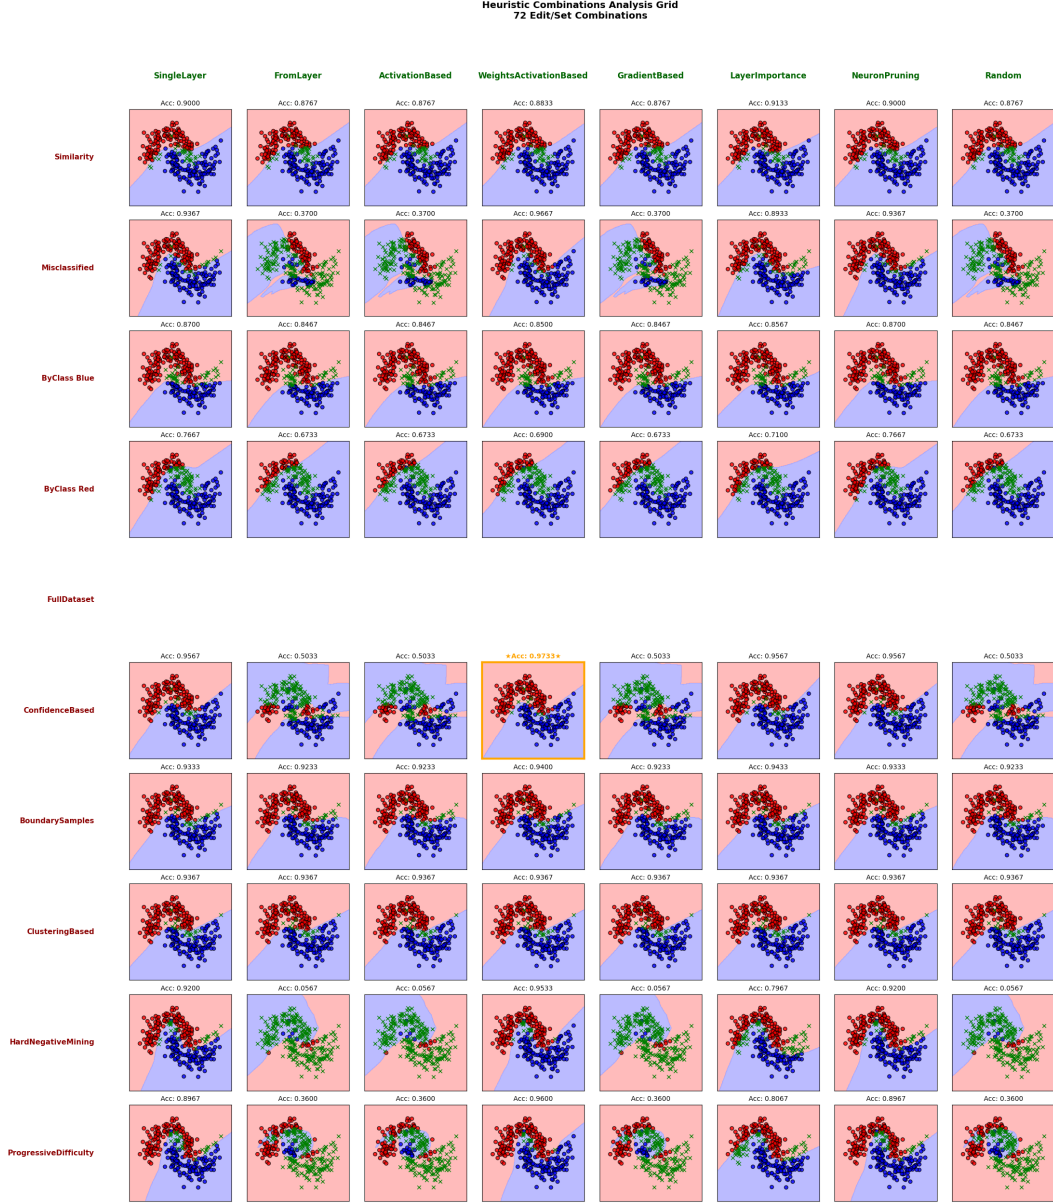 Heuristic Combinations Analysis Grid
72 Edit/Set Combinations
SingleLayer FromLayer ActivationBased WeightsActivationBased GradientBased LayerImportance NeuronPruning Random
Acc: 0.9000 Acc: 0.8767 Acc: 0.8767 Acc: 0.8833 Acc: 0.8767 Acc: 0.9133 Acc: 0.9000 Acc: 0.8767
Similarity
Acc: 0.9367 Acc: 0.3700 Acc: 0.3700 Acc: 0.9667 Acc: 0.3700 Acc: 0.8933 Acc: 0.9367 Acc: 0.3700
Misclassified
Acc: 0.8700 Acc: 0.8467 Acc: 0.8467 Acc: 0.8500 Acc: 0.8467 Acc: 0.8567 Acc: 0.8700 Acc: 0.8467
ByClass Blue
Acc: 0.7667 Acc: 0.6733 Acc: 0.6733 Acc: 0.6900 Acc: 0.6733 Acc: 0.7100 Acc: 0.7667 Acc: 0.6733
ByClass Red
FullDataset
Acc: 0.9567 Acc: 0.5033 Acc: 0.5033 ★Acc: 0.9733★ Acc: 0.5033 Acc: 0.9567 Acc: 0.9567 Acc: 0.5033
ConfidenceBased
Acc: 0.9333 Acc: 0.9233 Acc: 0.9233 Acc: 0.9400 Acc: 0.9233 Acc: 0.9433 Acc: 0.9333 Acc: 0.9233
BoundarySamples
Acc: 0.9367 Acc: 0.9367 Acc: 0.9367 Acc: 0.9367 Acc: 0.9367 Acc: 0.9367 Acc: 0.9367 Acc: 0.9367
ClusteringBased
Acc: 0.9200 Acc: 0.0567 Acc: 0.0567 Acc: 0.9533 Acc: 0.0567 Acc: 0.7967 Acc: 0.9200 Acc: 0.0567
HardNegativeMining
Acc: 0.8967 Acc: 0.3600 Acc: 0.3600 Acc: 0.9600 Acc: 0.3600 Acc: 0.8067 Acc: 0.8967 Acc: 0.3600
ProgressiveDifficulty